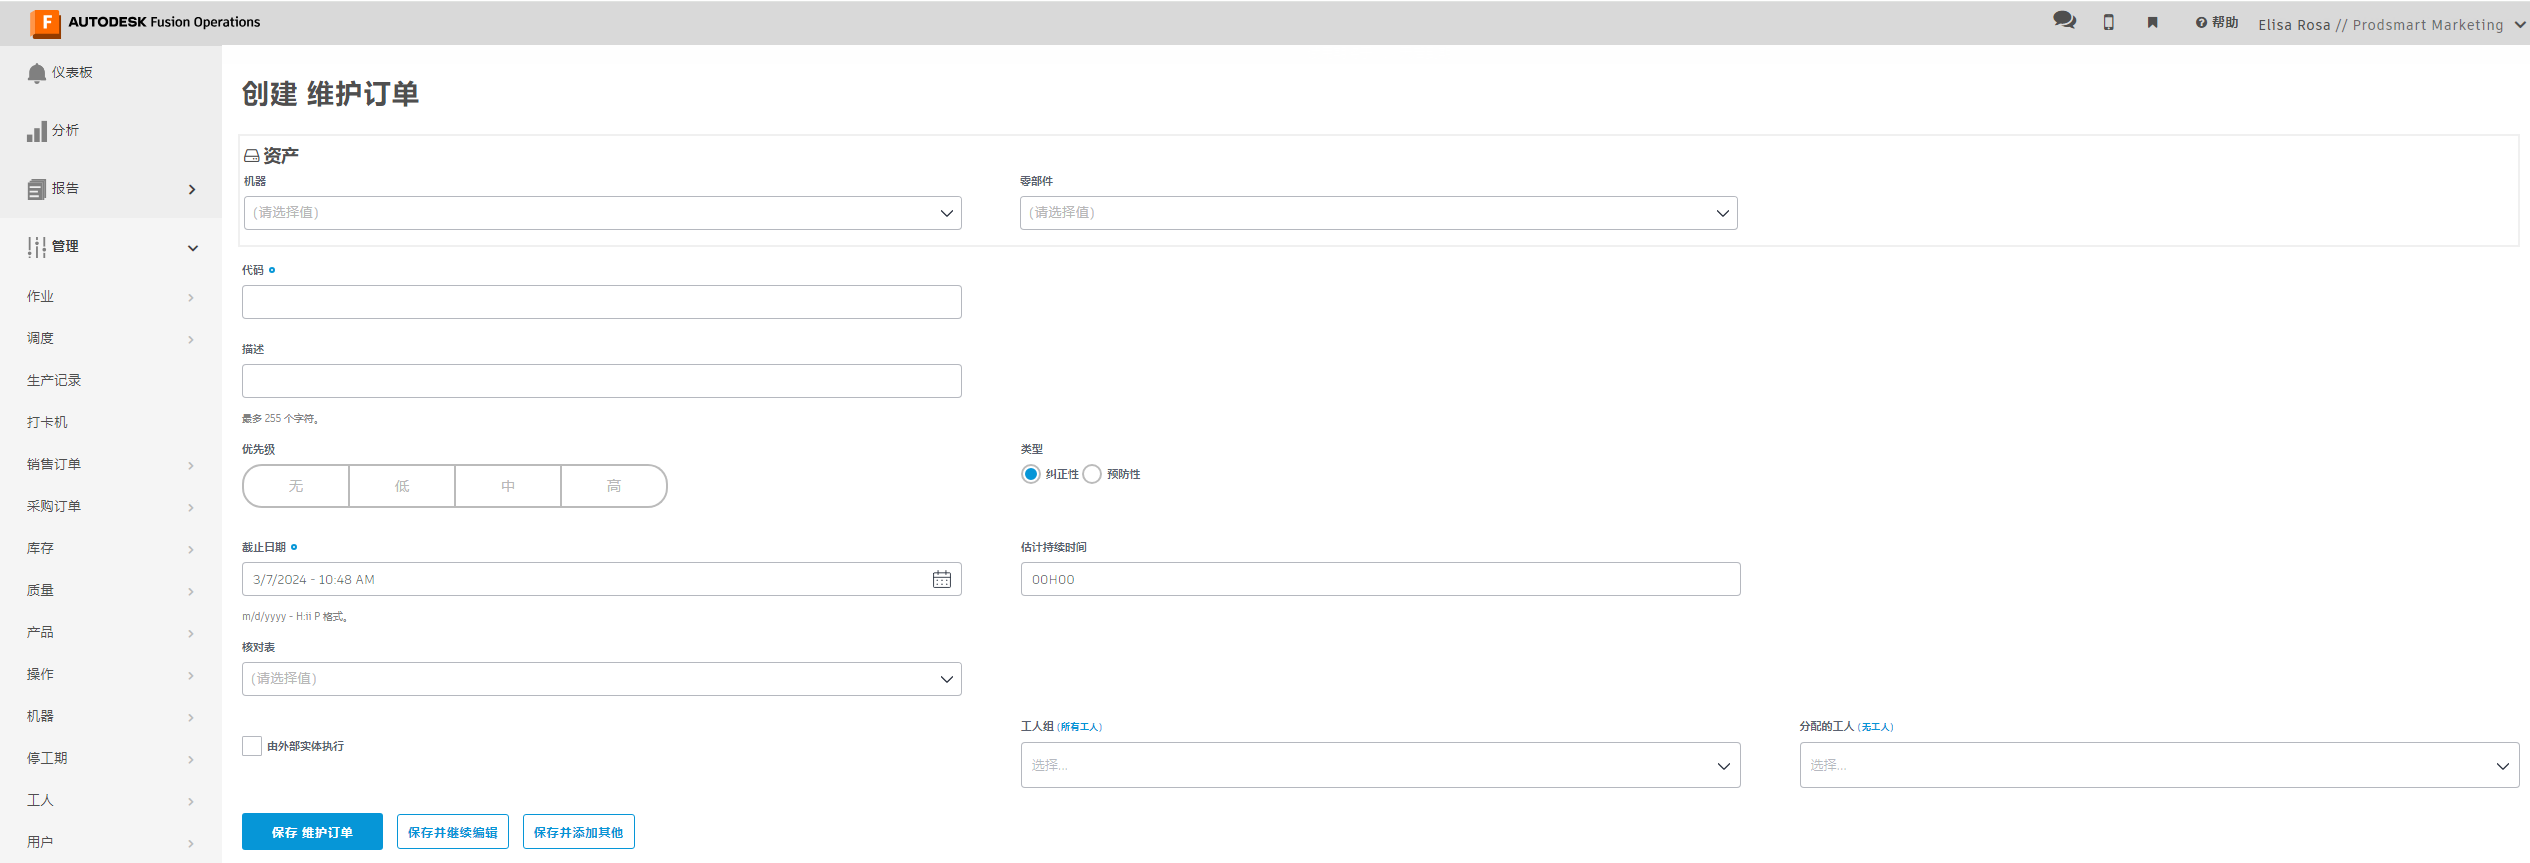 AUTODESK Fusion Operations
帮助
Elisa Rosa // Prodsmart Marketing
仪表板
分析
报告
管理
作业
调度
生产记录
打卡机
销售订单
采购订单
库存
质量
产品
操作
机器
停工期
工人
用户
创建 维护订单
资产
机器
零部件
(请选择值)
(请选择值)
代码
描述
最多 255 个字符。
优先级
类型
无
低
中
高
纠正性
预防性
截止日期
估计持续时间
3/7/2024 - 10:48 AM
00H00
m/d/yyyy - H:ii P 格式。
核对表
(请选择值)
由外部实体执行
工人组 (所有工人)
分配的工人 (无工人)
选择...
选择...
保存 维护订单
保存并继续编辑
保存并添加其他